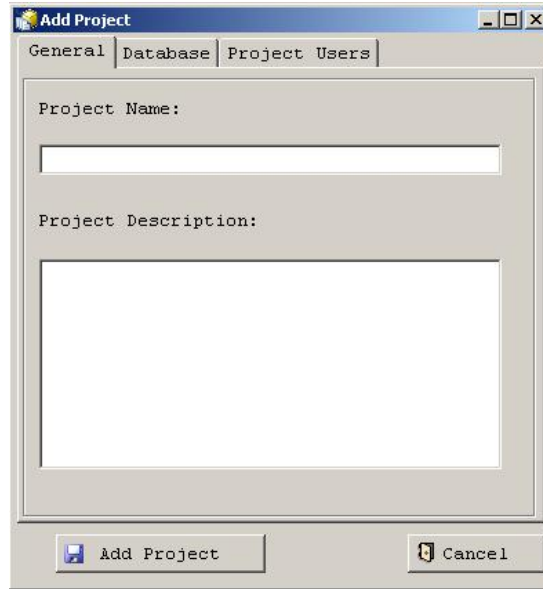 Add Project
General Database Project Users
Project Name:
Project Description:
Add Project Cancel